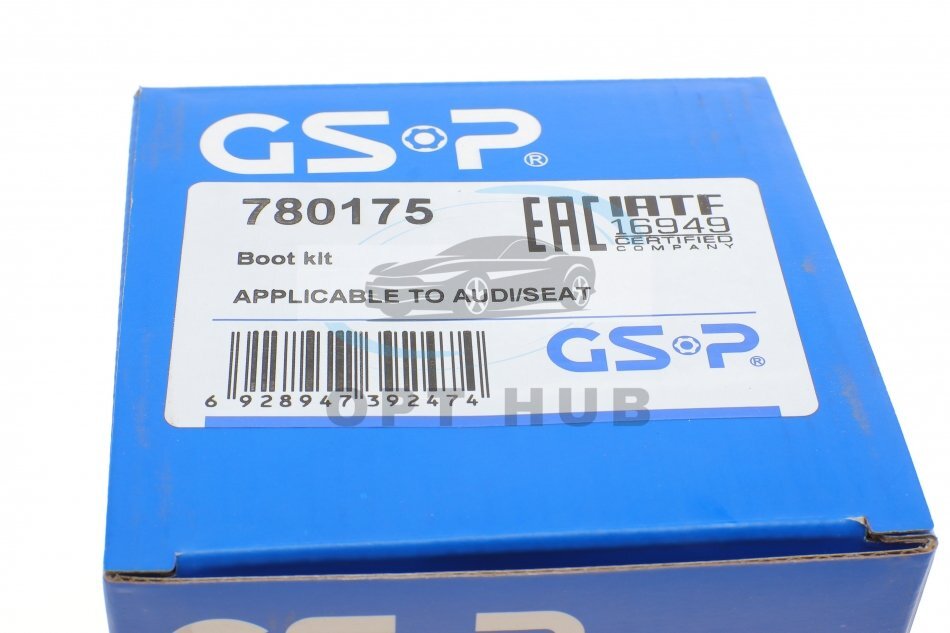 GS·P®
780175
EAC IATF
16949
CERTIFIED
COMPANY
Boot kit
APPLICABLE TO AUDI/SEAT
GS·P®
6 928947 392474
OPT HUB
GS·P